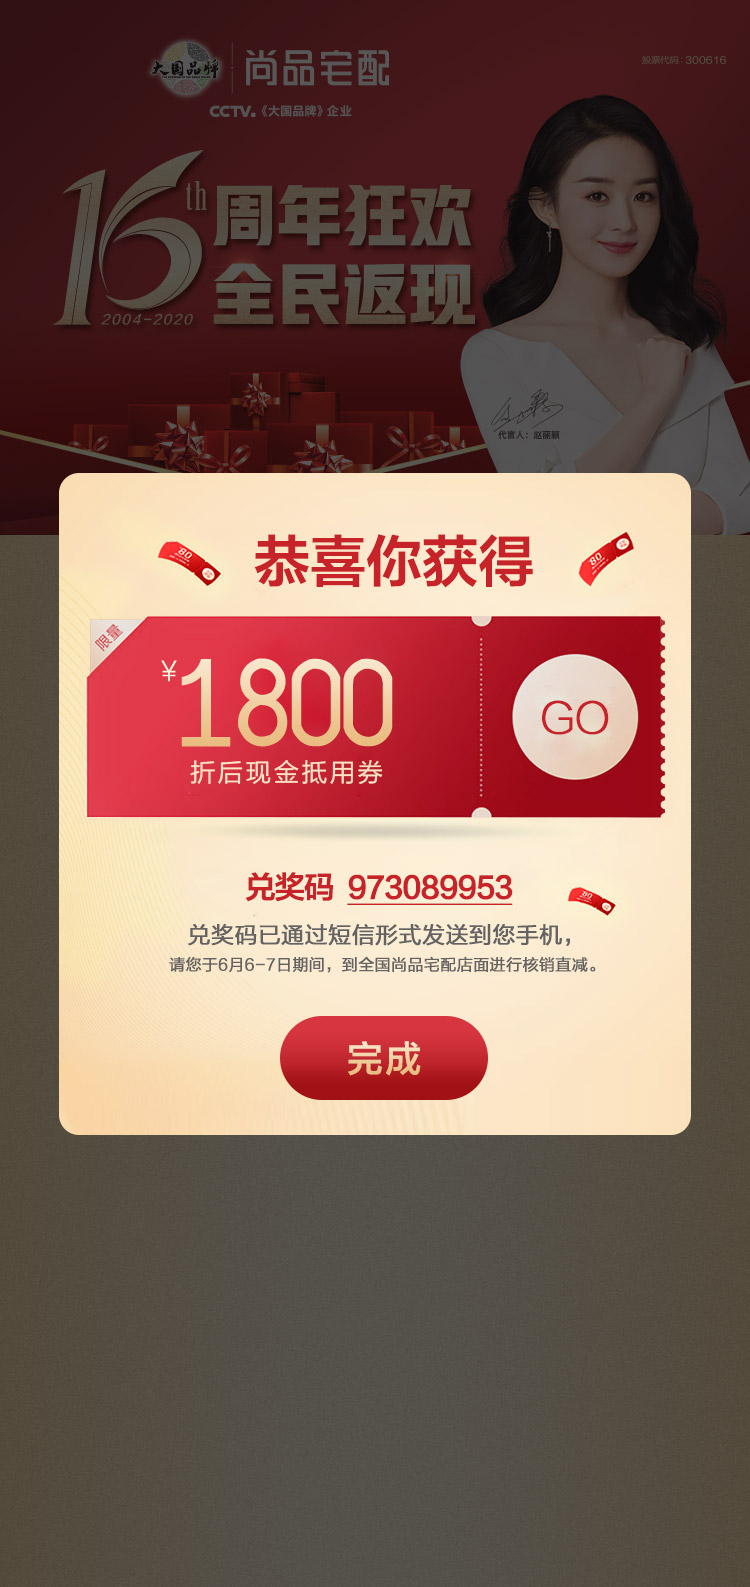 大国品牌
尚品宅配
股票代码：300616
CCTV.《大国品牌》企业
16th周年狂欢
全民返现
2004-2020
代言人：赵丽颖
恭喜你获得
限量
¥1800
折后现金抵用券
GO
兑奖码 973089953
兑奖码已通过短信形式发送到您手机，
请您于6月6-7日期间，到全国尚品宅配店面进行核销直减。
完成